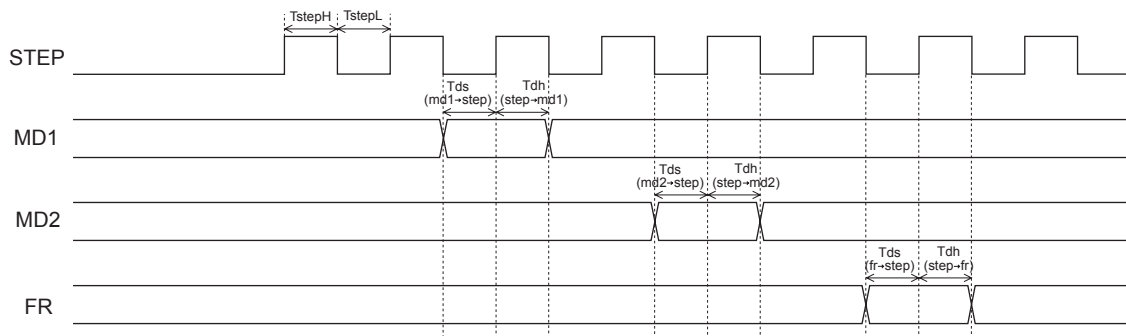 TstepH TstepL
STEP
Tds Tdh
(md1→step) (step→md1)
MD1
Tds Tdh
(md2→step) (step→md2)
MD2
Tds Tdh
(fr→step) (step→fr)
FR